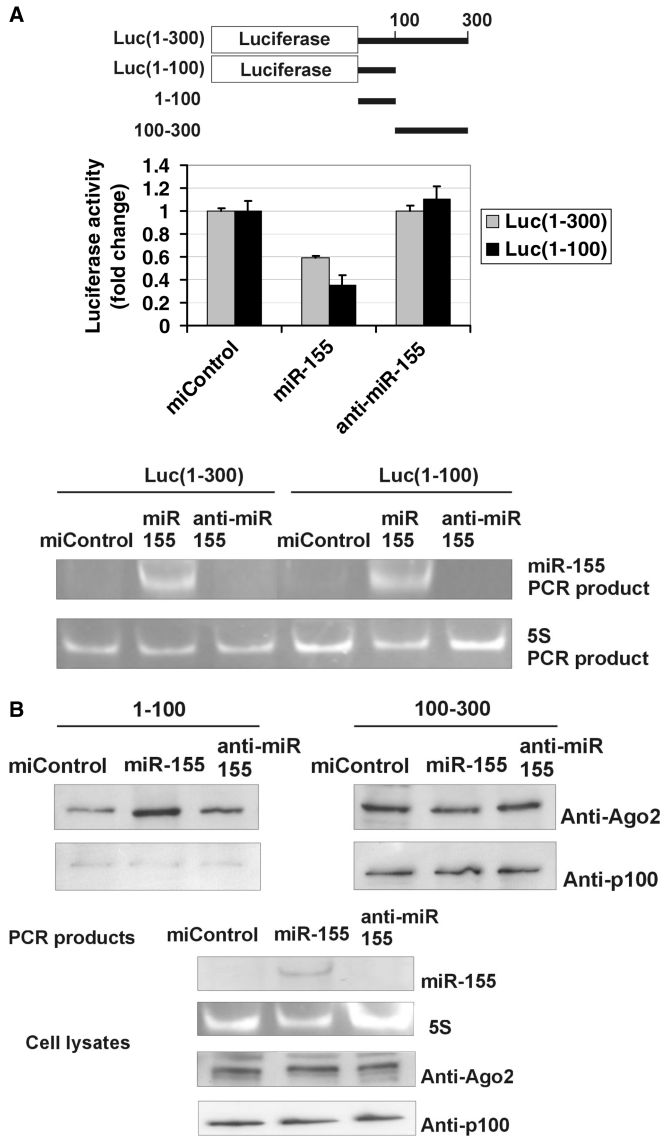 A
100 300
Luc(1-300) Luciferase
Luc(1-100) Luciferase
1-100
100-300
Luciferase activity
(fold change)
1.4
1.2
1
0.8
0.6
0.4
0.2
0
miControl
miR-155
anti-miR-155
Luc(1-300)
Luc(1-100)
Luc(1-300) Luc(1-100)
miControl miR 155 anti-miR 155 miControl miR 155 anti-miR 155
miR-155
PCR product
5S
PCR product
B
1-100 100-300
miControl miR-155 anti-miR 155 miControl miR-155 anti-miR 155
Anti-Ago2
Anti-p100
PCR products miControl miR-155 anti-miR 155
miR-155
5S
Cell lysates
Anti-Ago2
Anti-p100